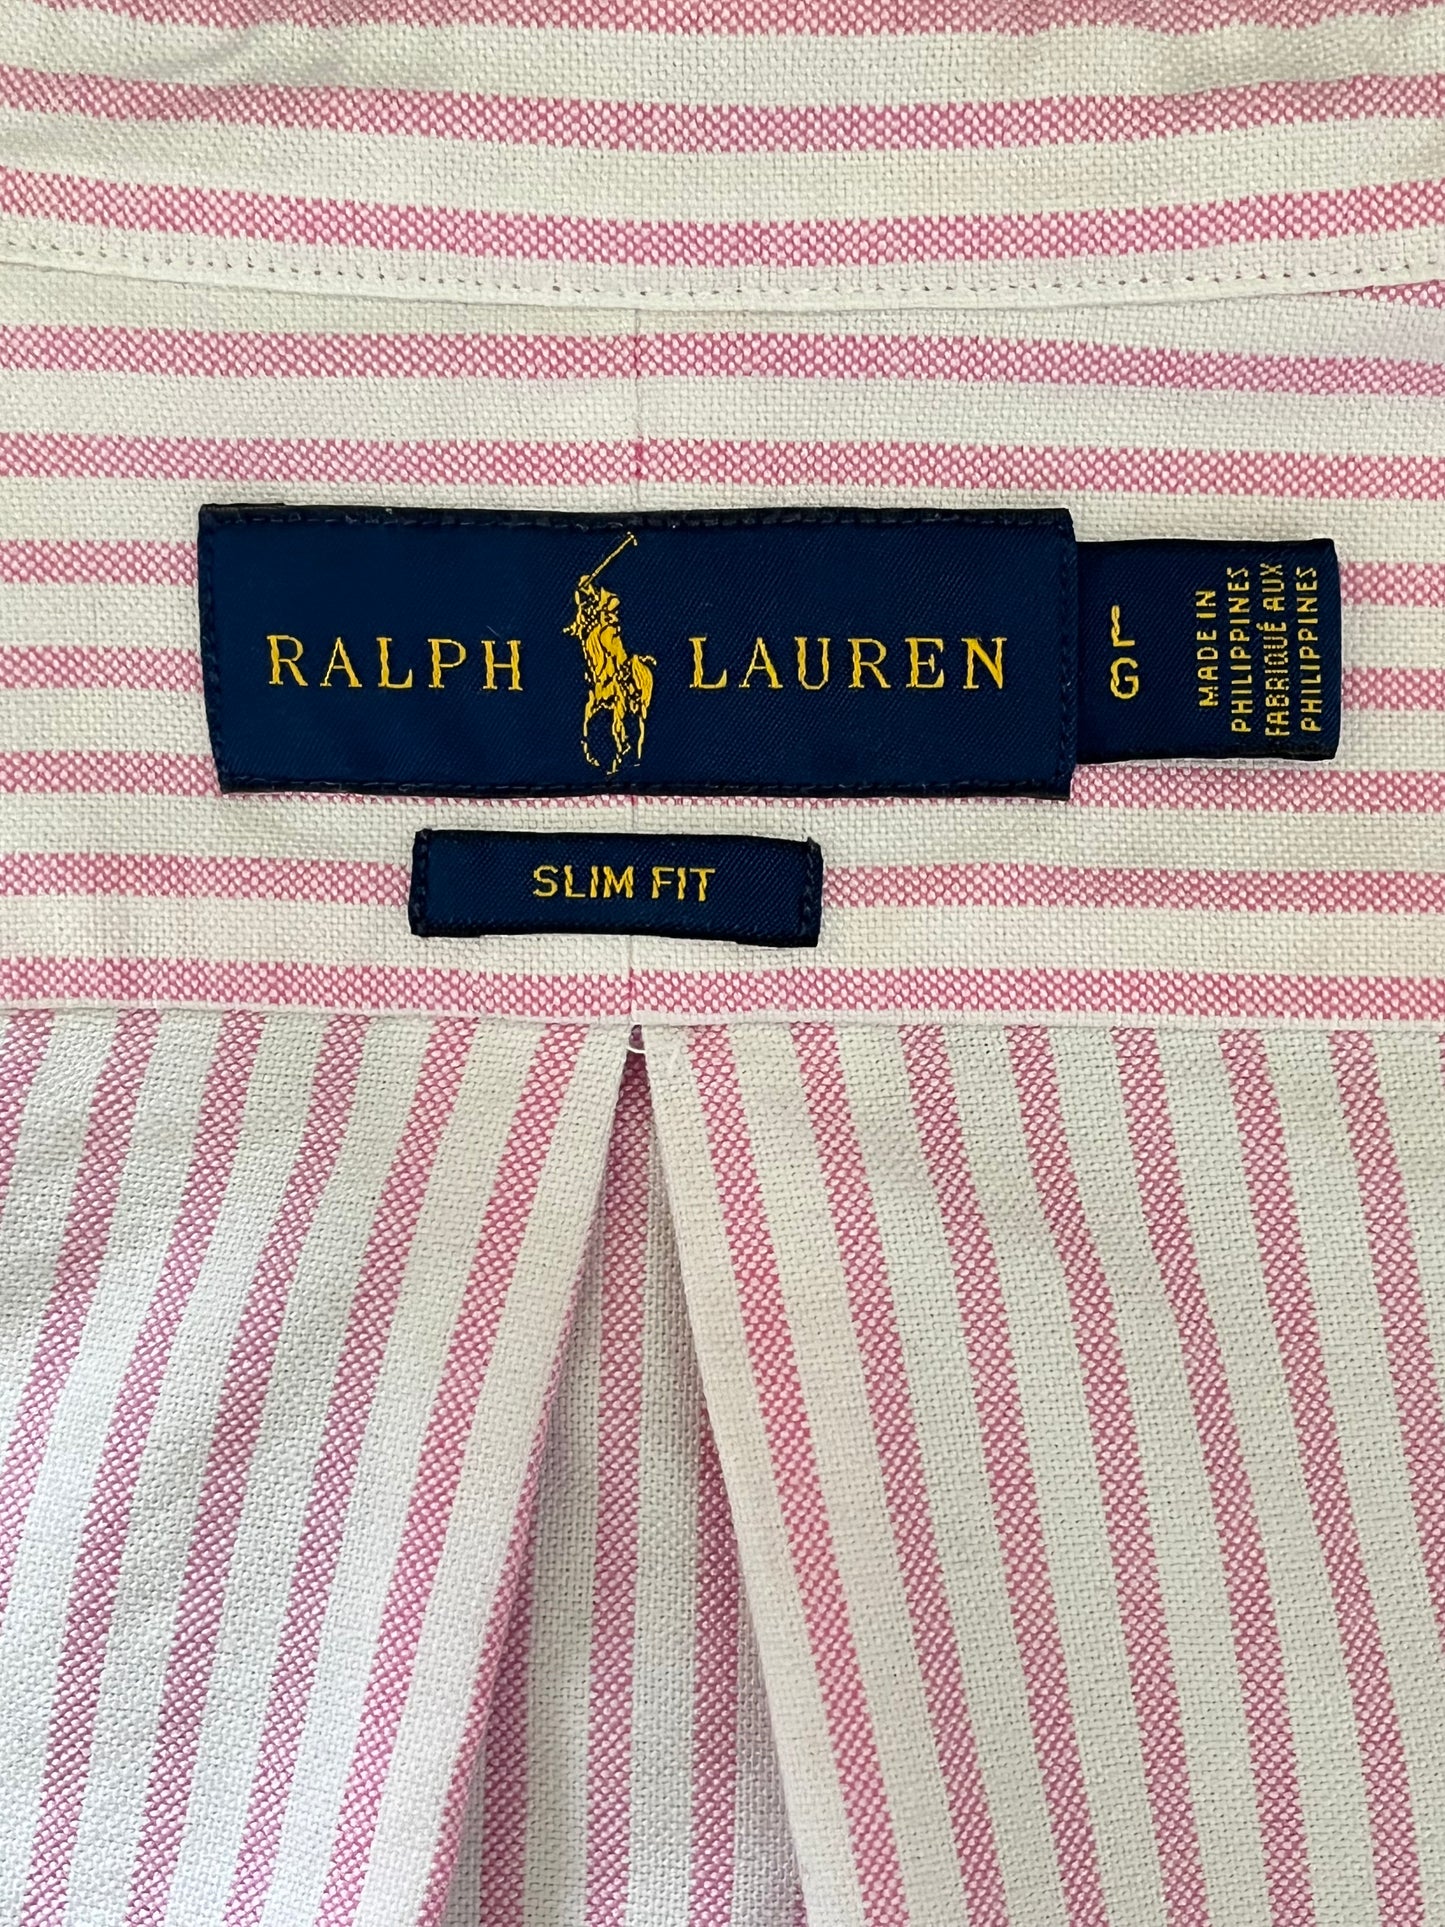 RALPH LAUREN
L
G
MADE IN
PHILIPPINES
FABRIQUÉ AUX
PHILIPPINES
SLIM FIT